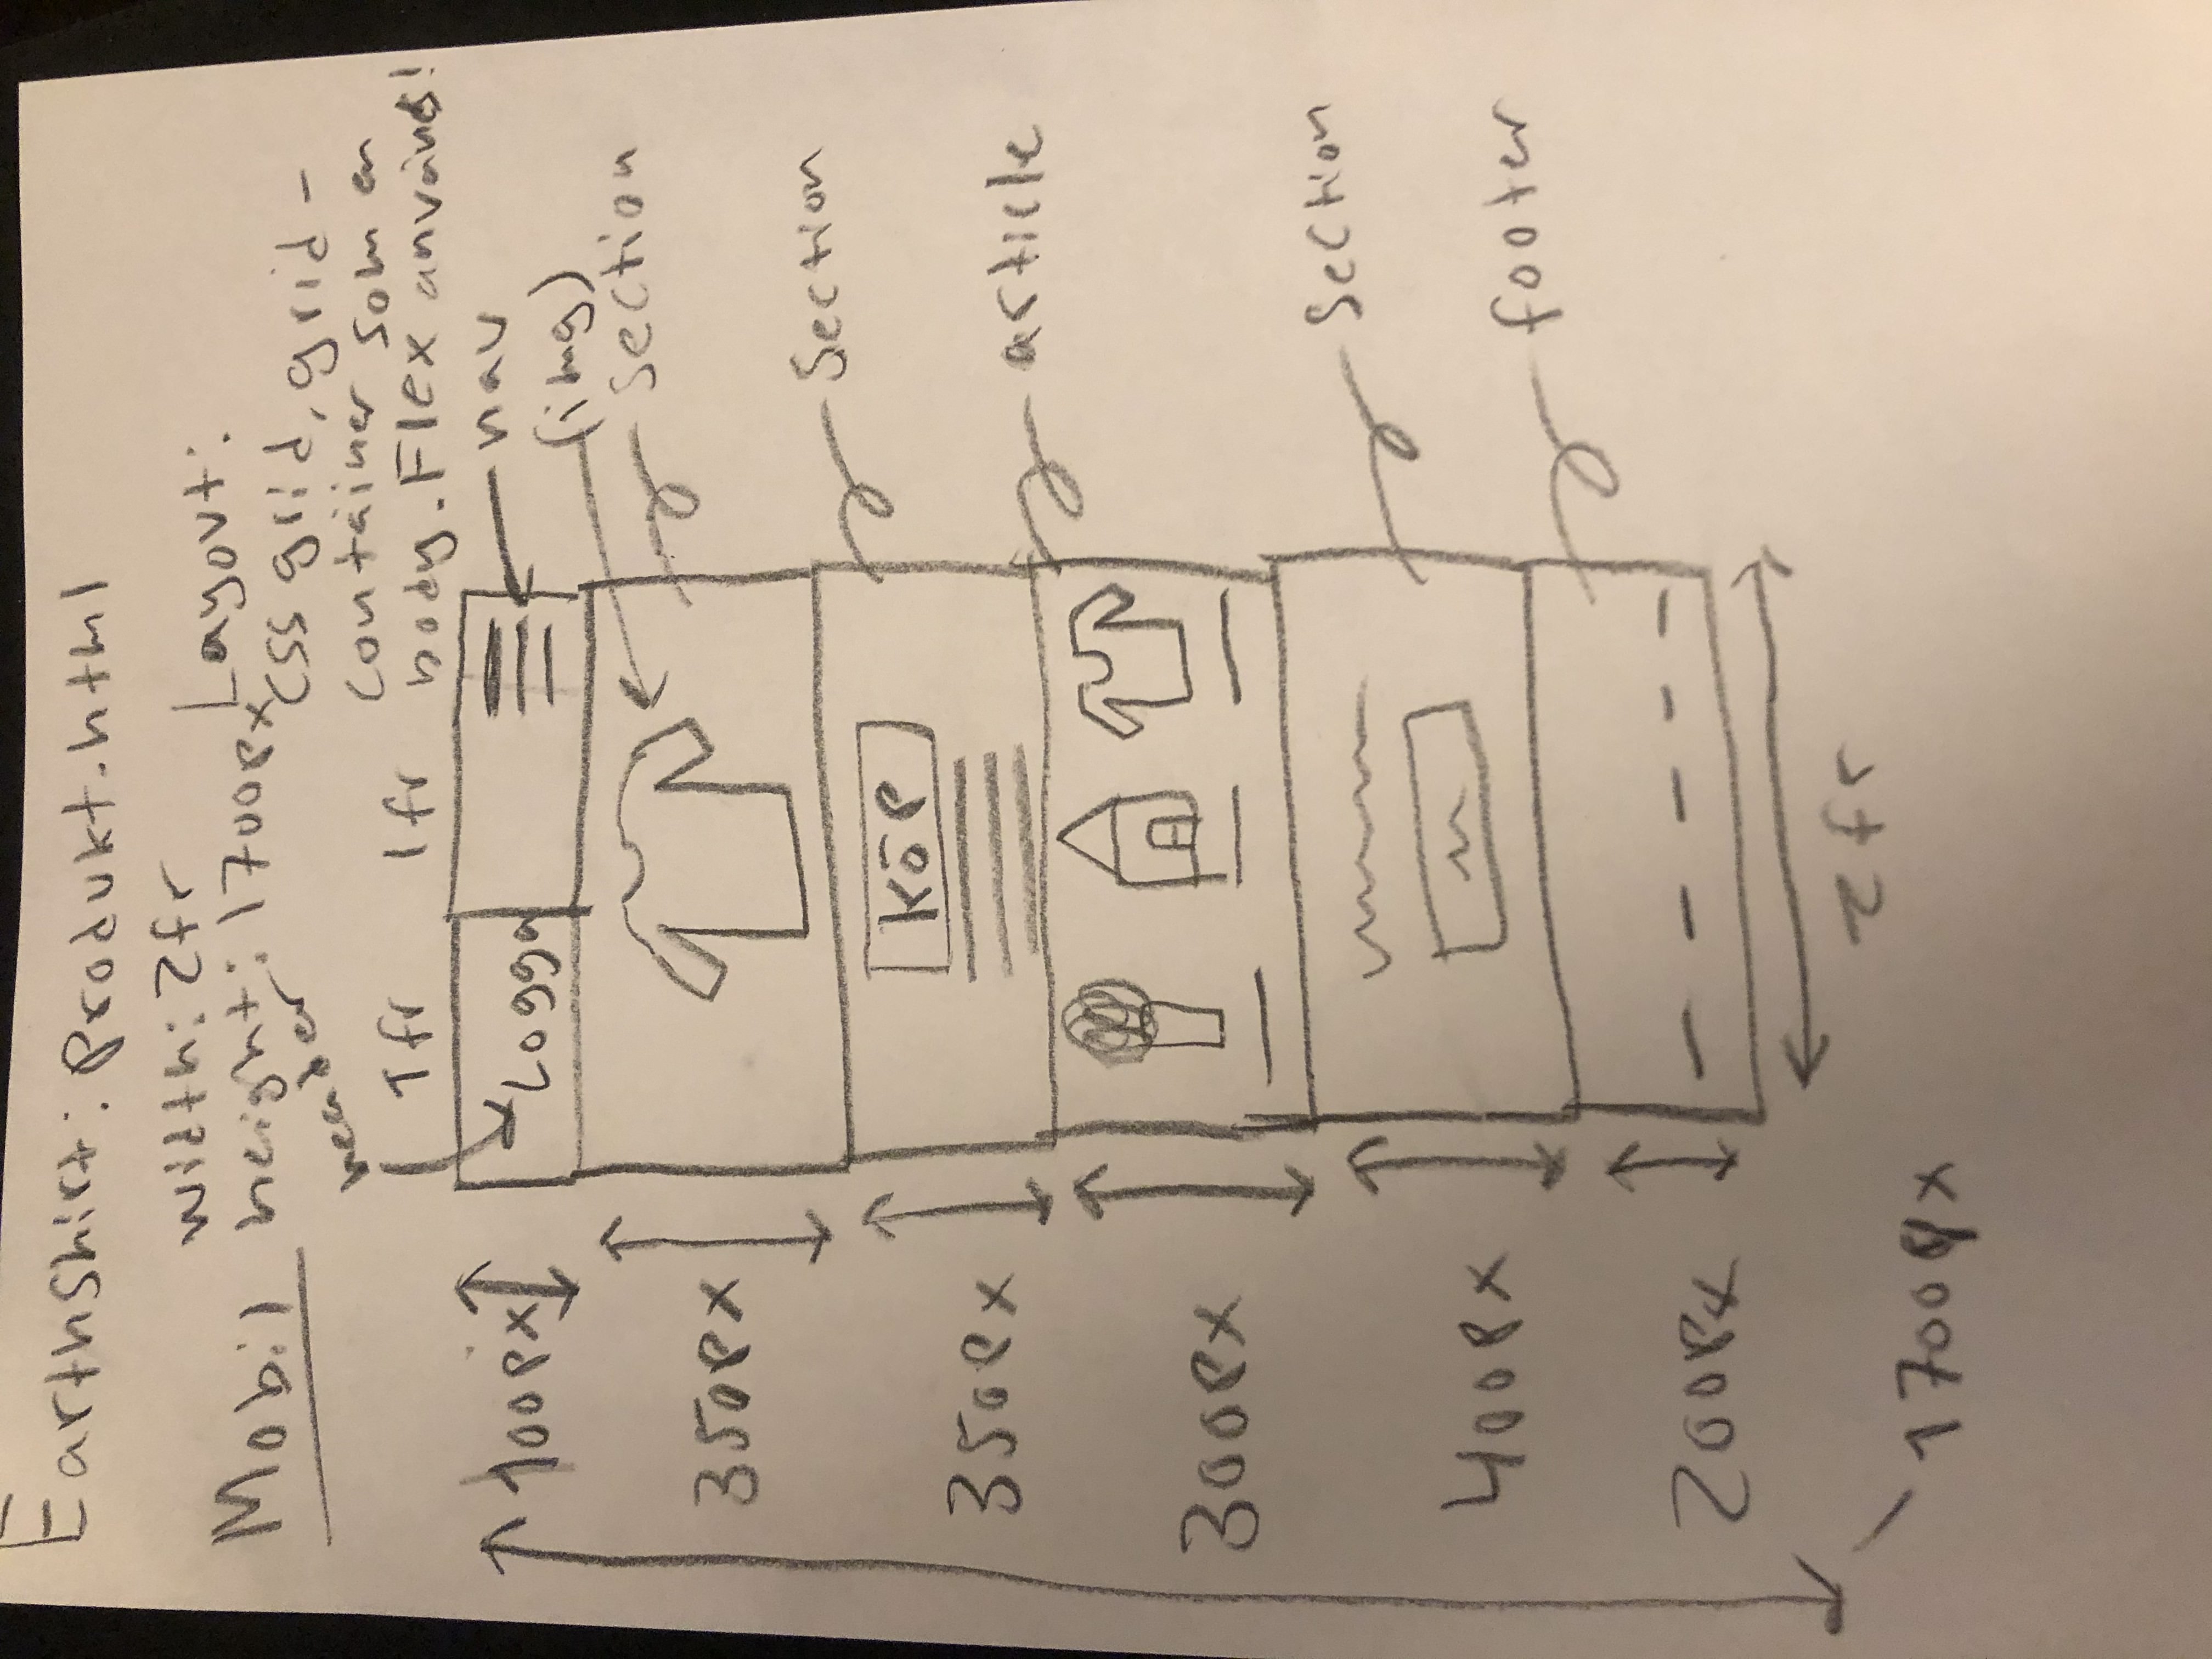 EarthShirt: Produkt.html
Mobil
width: 2fr
height: 1700px
Layout:
CSS grid, grid-
container som en
body. Flex används!
header
1fr
1fr
100px
Logga
nav
(img)
section
350px
Section
Köp
350px
article
300px
Section
400px
footer
200px
2fr
1700px